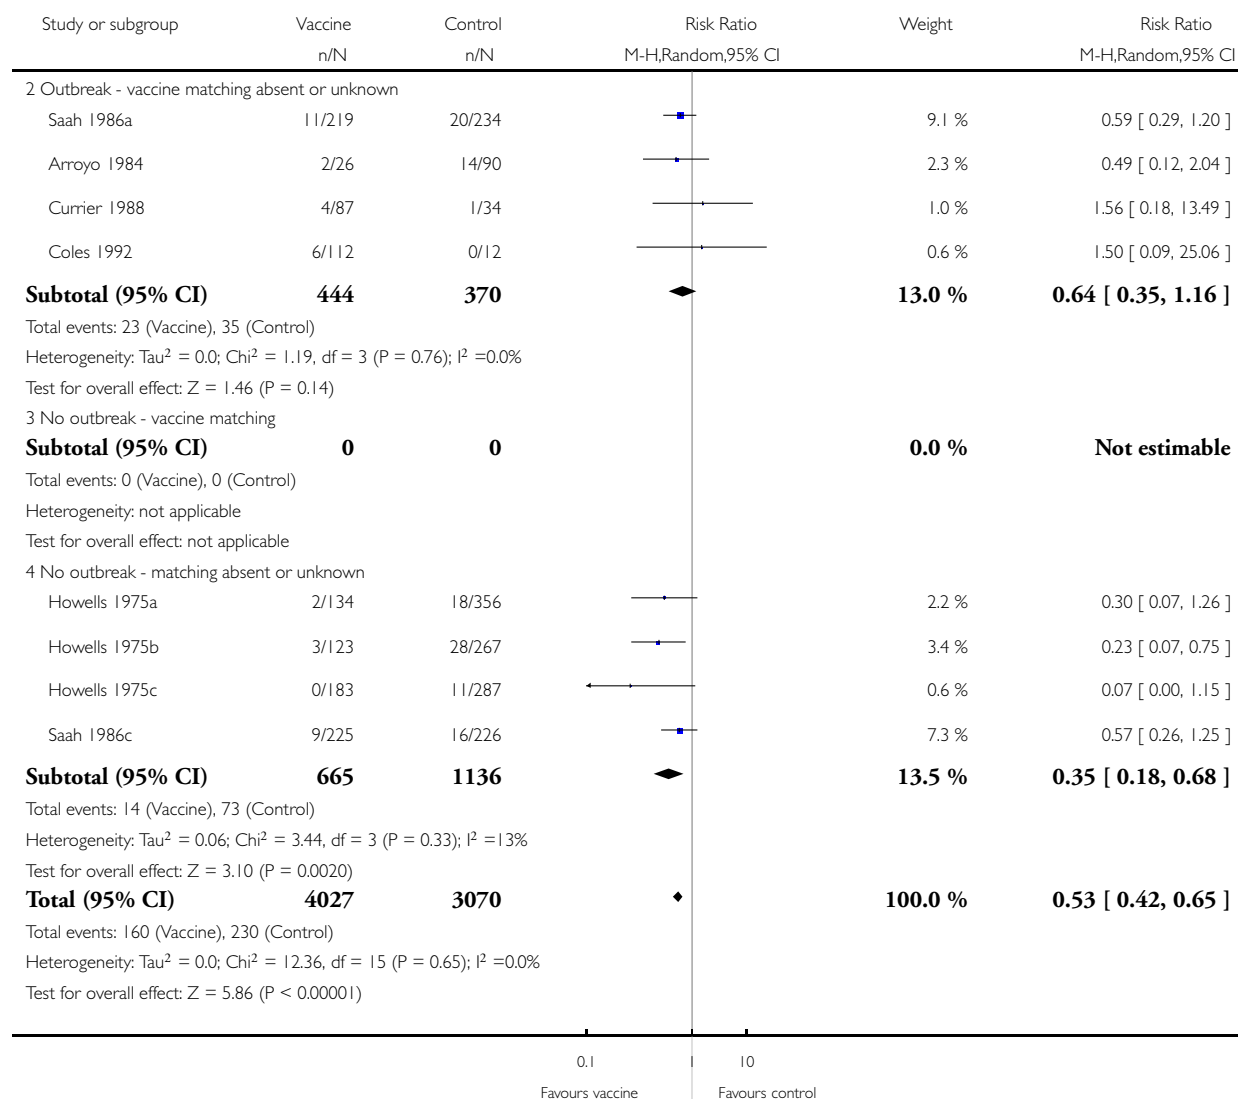 Study or subgroup Vaccine Control Risk Ratio Weight Risk Ratio
n/N n/N M-H,Random,95% CI M-H,Random,95% CI
2 Outbreak - vaccine matching absent or unknown
Saah 1986a 11/219 20/234 9.1 % 0.59 [ 0.29, 1.20 ]
Arroyo 1984 2/26 14/90 2.3 % 0.49 [ 0.12, 2.04 ]
Currier 1988 4/87 1/34 1.0 % 1.56 [ 0.18, 13.49 ]
Coles 1992 6/112 0/12 0.6 % 1.50 [ 0.09, 25.06 ]
Subtotal (95% CI) 444 370 13.0 % 0.64 [ 0.35, 1.16 ]
Total events: 23 (Vaccine), 35 (Control)
Heterogeneity: Tau² = 0.0; Chi² = 1.19, df = 3 (P = 0.76); I² =0.0%
Test for overall effect: Z = 1.46 (P = 0.14)
3 No outbreak - vaccine matching
Subtotal (95% CI) 0 0 0.0 % Not estimable
Total events: 0 (Vaccine), 0 (Control)
Heterogeneity: not applicable
Test for overall effect: not applicable
4 No outbreak - matching absent or unknown
Howells 1975a 2/134 18/356 2.2 % 0.30 [ 0.07, 1.26 ]
Howells 1975b 3/123 28/267 3.4 % 0.23 [ 0.07, 0.75 ]
Howells 1975c 0/183 11/287 0.6 % 0.07 [ 0.00, 1.15 ]
Saah 1986c 9/225 16/226 7.3 % 0.57 [ 0.26, 1.25 ]
Subtotal (95% CI) 665 1136 13.5 % 0.35 [ 0.18, 0.68 ]
Total events: 14 (Vaccine), 73 (Control)
Heterogeneity: Tau² = 0.06; Chi² = 3.44, df = 3 (P = 0.33); I² =13%
Test for overall effect: Z = 3.10 (P = 0.0020)
Total (95% CI) 4027 3070 100.0 % 0.53 [ 0.42, 0.65 ]
Total events: 160 (Vaccine), 230 (Control)
Heterogeneity: Tau² = 0.0; Chi² = 12.36, df = 15 (P = 0.65); I² =0.0%
Test for overall effect: Z = 5.86 (P < 0.00001)
0.1 1 10
Favours vaccine Favours control